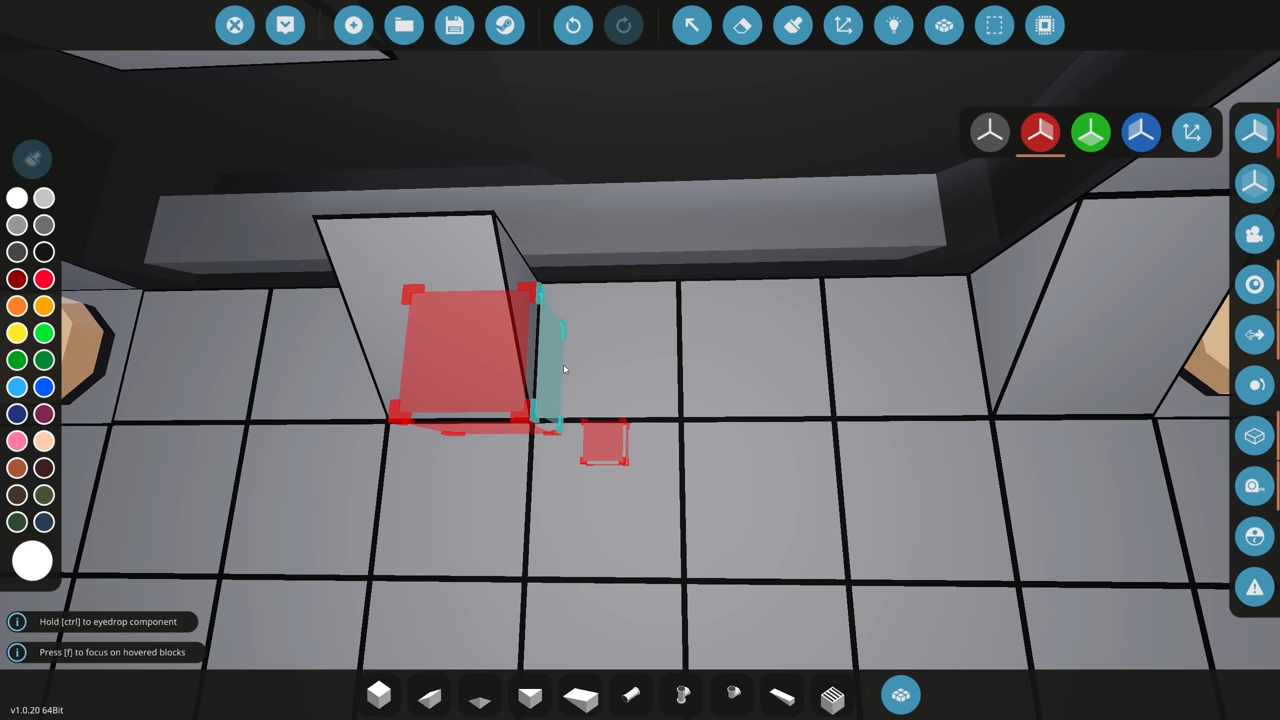 Hold [ctrl] to eyedrop component
Press [f] to focus on hovered blocks
v1.0.20 64Bit